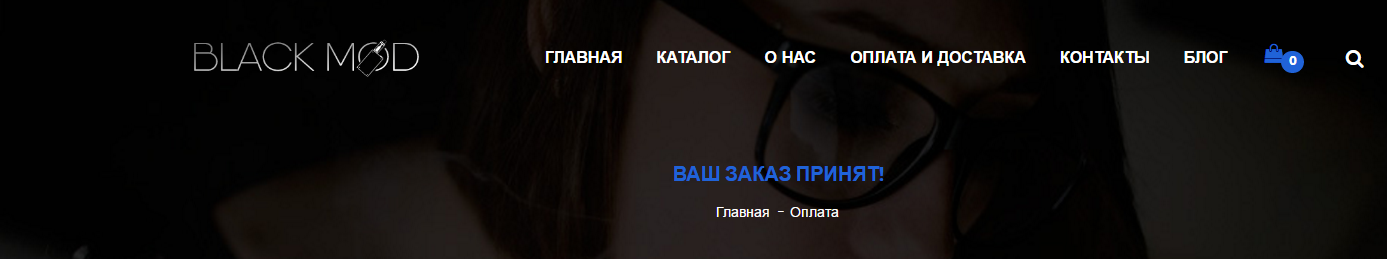 BLACK MOD
ГЛАВНАЯ КАТАЛОГ О НАС ОПЛАТА И ДОСТАВКА КОНТАКТЫ БЛОГ 0
ВАШ ЗАКАЗ ПРИНЯТ!
Главная - Оплата